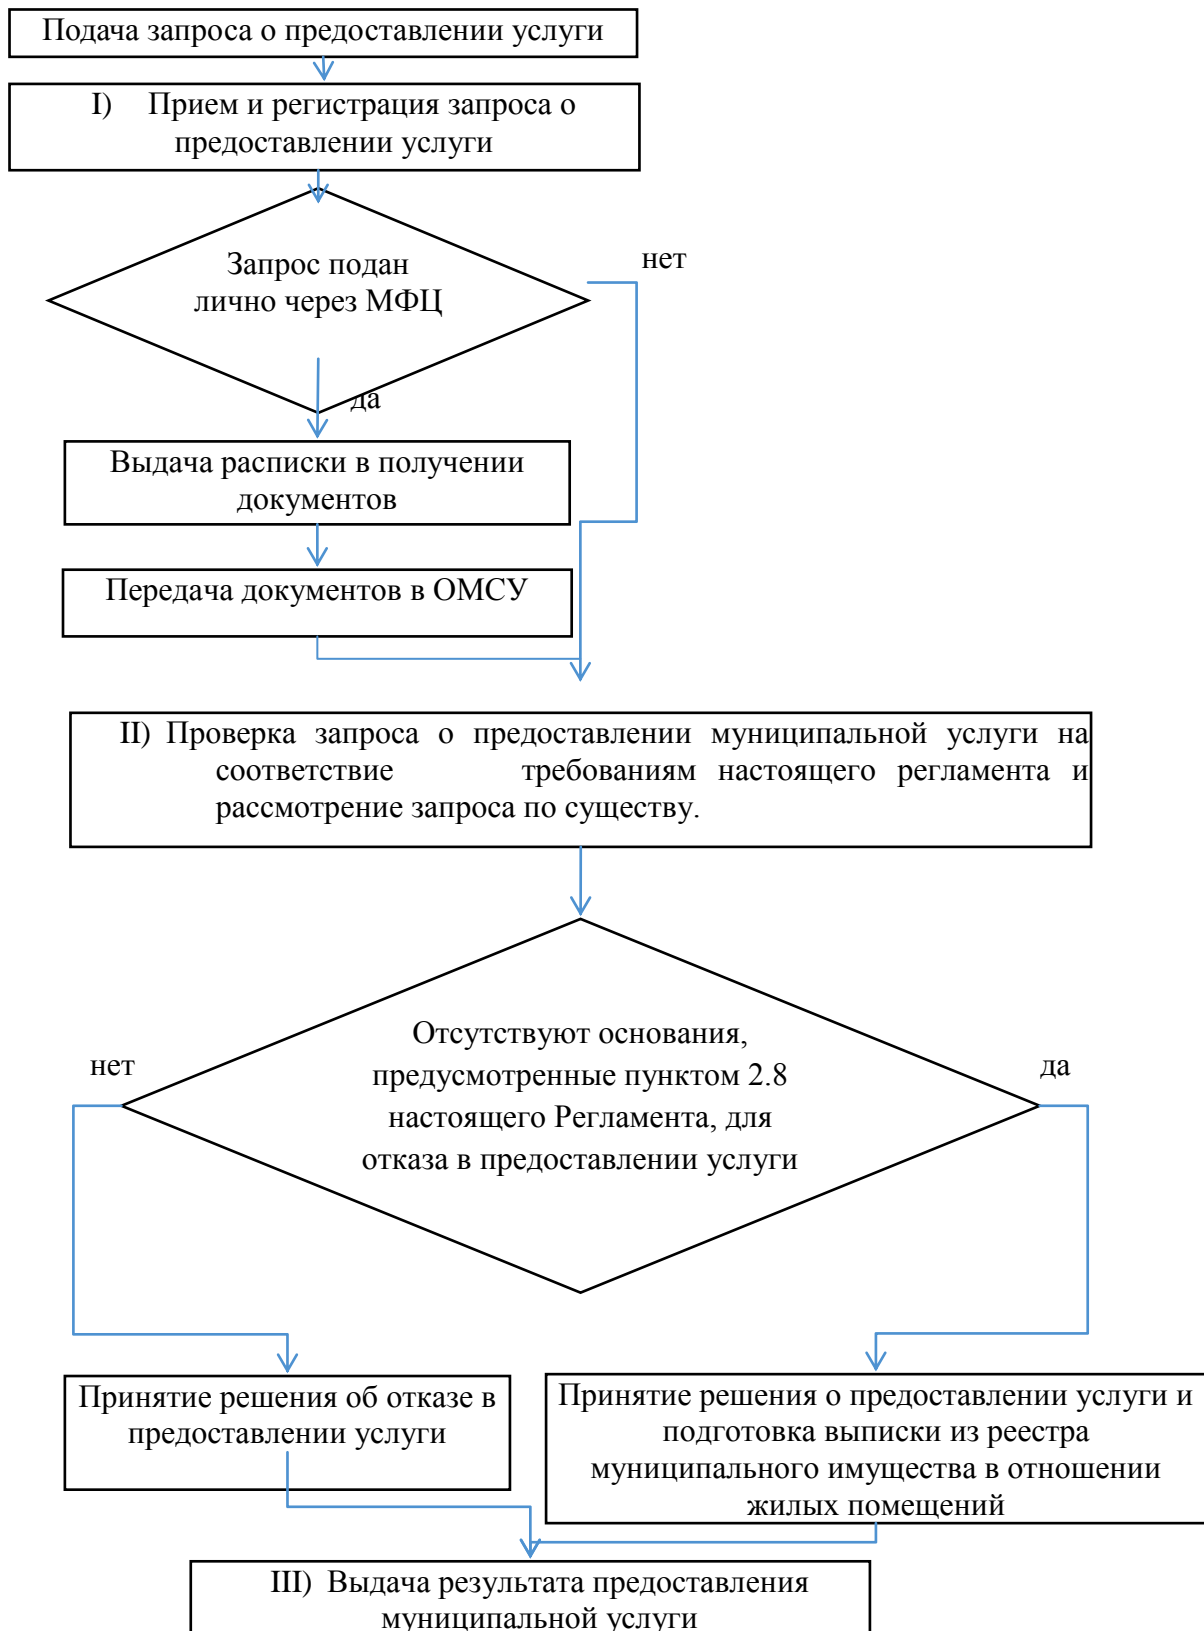 Подача запроса о предоставлении услуги
I) Прием и регистрация запроса о
предоставлении услуги
Запрос подан
лично через МФЦ
нет
да
Выдача расписки в получении
документов
Передача документов в ОМСУ
II) Проверка запроса о предоставлении муниципальной услуги на
соответствие требованиям настоящего регламента и
рассмотрение запроса по существу.
Отсутствуют основания,
предусмотренные пунктом 2.8
настоящего Регламента, для
отказа в предоставлении услуги
нет
да
Принятие решения об отказе в
предоставлении услуги
Принятие решения о предоставлении услуги и
подготовка выписки из реестра
муниципального имущества в отношении
жилых помещений
III) Выдача результата предоставления
муниципальной услуги